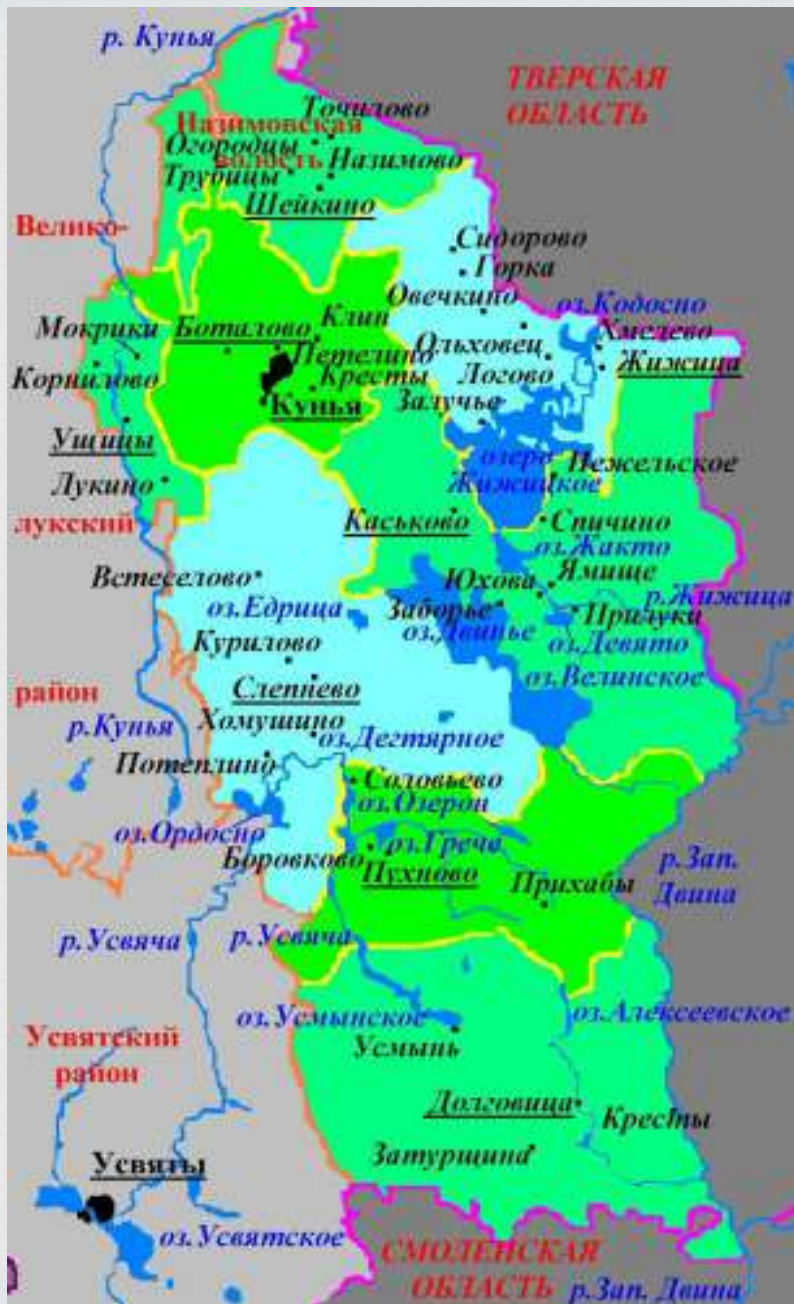 р. Кунья
ТВЕРСКАЯ
ОБЛАСТЬ
Точилово
Назимовская
Огородцы
волость
Назимово
Трубицы
Шейкино
Велико-
Сидорово
Горка
Овечкино
оз.Кодосно
Мокрики
Боталово
Клин
Хмелево
Петелино
Ольховец
Жижица
Корнилово
Кресты
Логово
Кунья
Залучье
Ущицы
озеро
Жижицкое
Нежельское
Лукино
лукский
Каськово
Спичино
оз.Жакто
Встеселово
Юхова
Ямище
р.Жижица
оз.Едрица
Заборье
Прилуки
оз.Двинье
оз.Девято
Курилово
оз.Велинское
Слепнево
район
р.Кунья
Хомушино
оз.Дегтярное
Потеплино
Соловьево
оз.Озерон
оз.Ордосно
оз.Грече
Боровково
Пухново
р.Зап.
Двина
Прихабы
р.Усвяча
р.Усвяча
оз.Усмынское
оз.Алексеевское
Усмынь
Усвятский
район
Долговица
Кресты
Затурщина
Усвяты
оз.Усвятское
СМОЛЕНСКАЯ
ОБЛАСТЬ
р.Зап. Двина